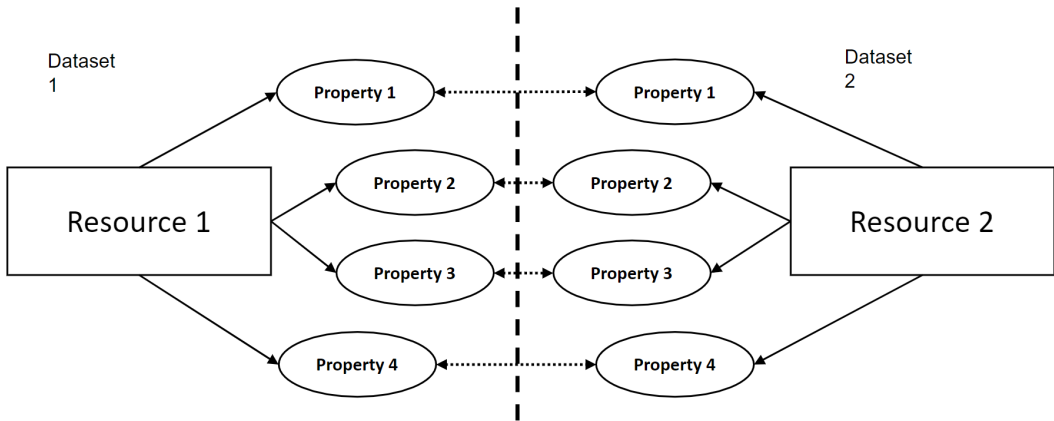 Dataset
1
Dataset
2
Property 1
Property 1
Property 2
Property 2
Resource 1
Resource 2
Property 3
Property 3
Property 4
Property 4